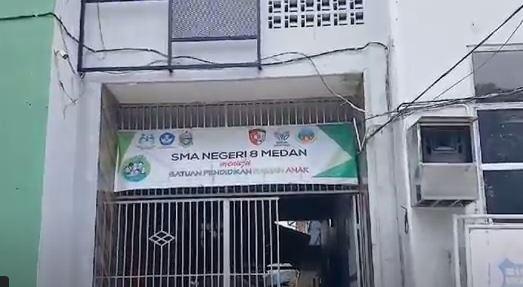 SMA NEGERI 8 MEDAN
menuju
SATUAN PENDIDIKAN RAMAH ANAK